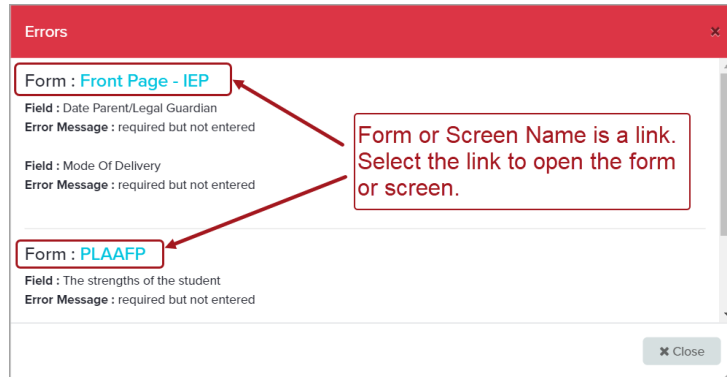 Errors
×
Form : Front Page - IEP
Field : Date Parent/Legal Guardian
Error Message : required but not entered
Field : Mode Of Delivery
Error Message : required but not entered
Form or Screen Name is a link.
Select the link to open the form
or screen.
Form : PLAAFP
Field : The strengths of the student
Error Message : required but not entered
× Close